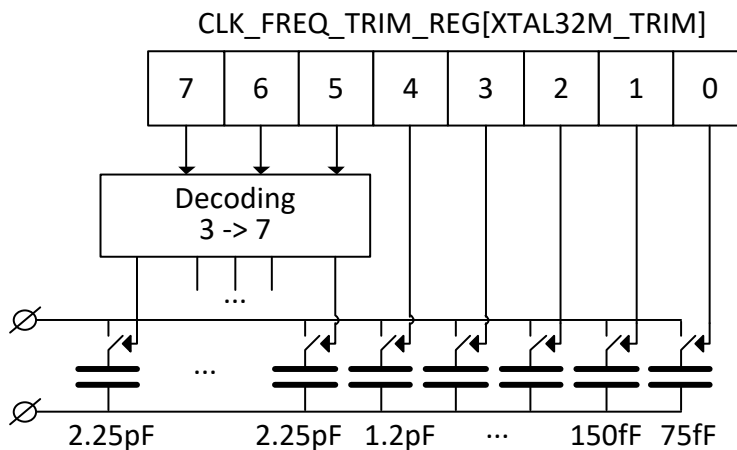 CLK_FREQ_TRIM_REG[XTAL32M_TRIM]
7 6 5 4 3 2 1 0
Decoding
3 -> 7
...
...
2.25pF 2.25pF 1.2pF ... 150fF 75fF